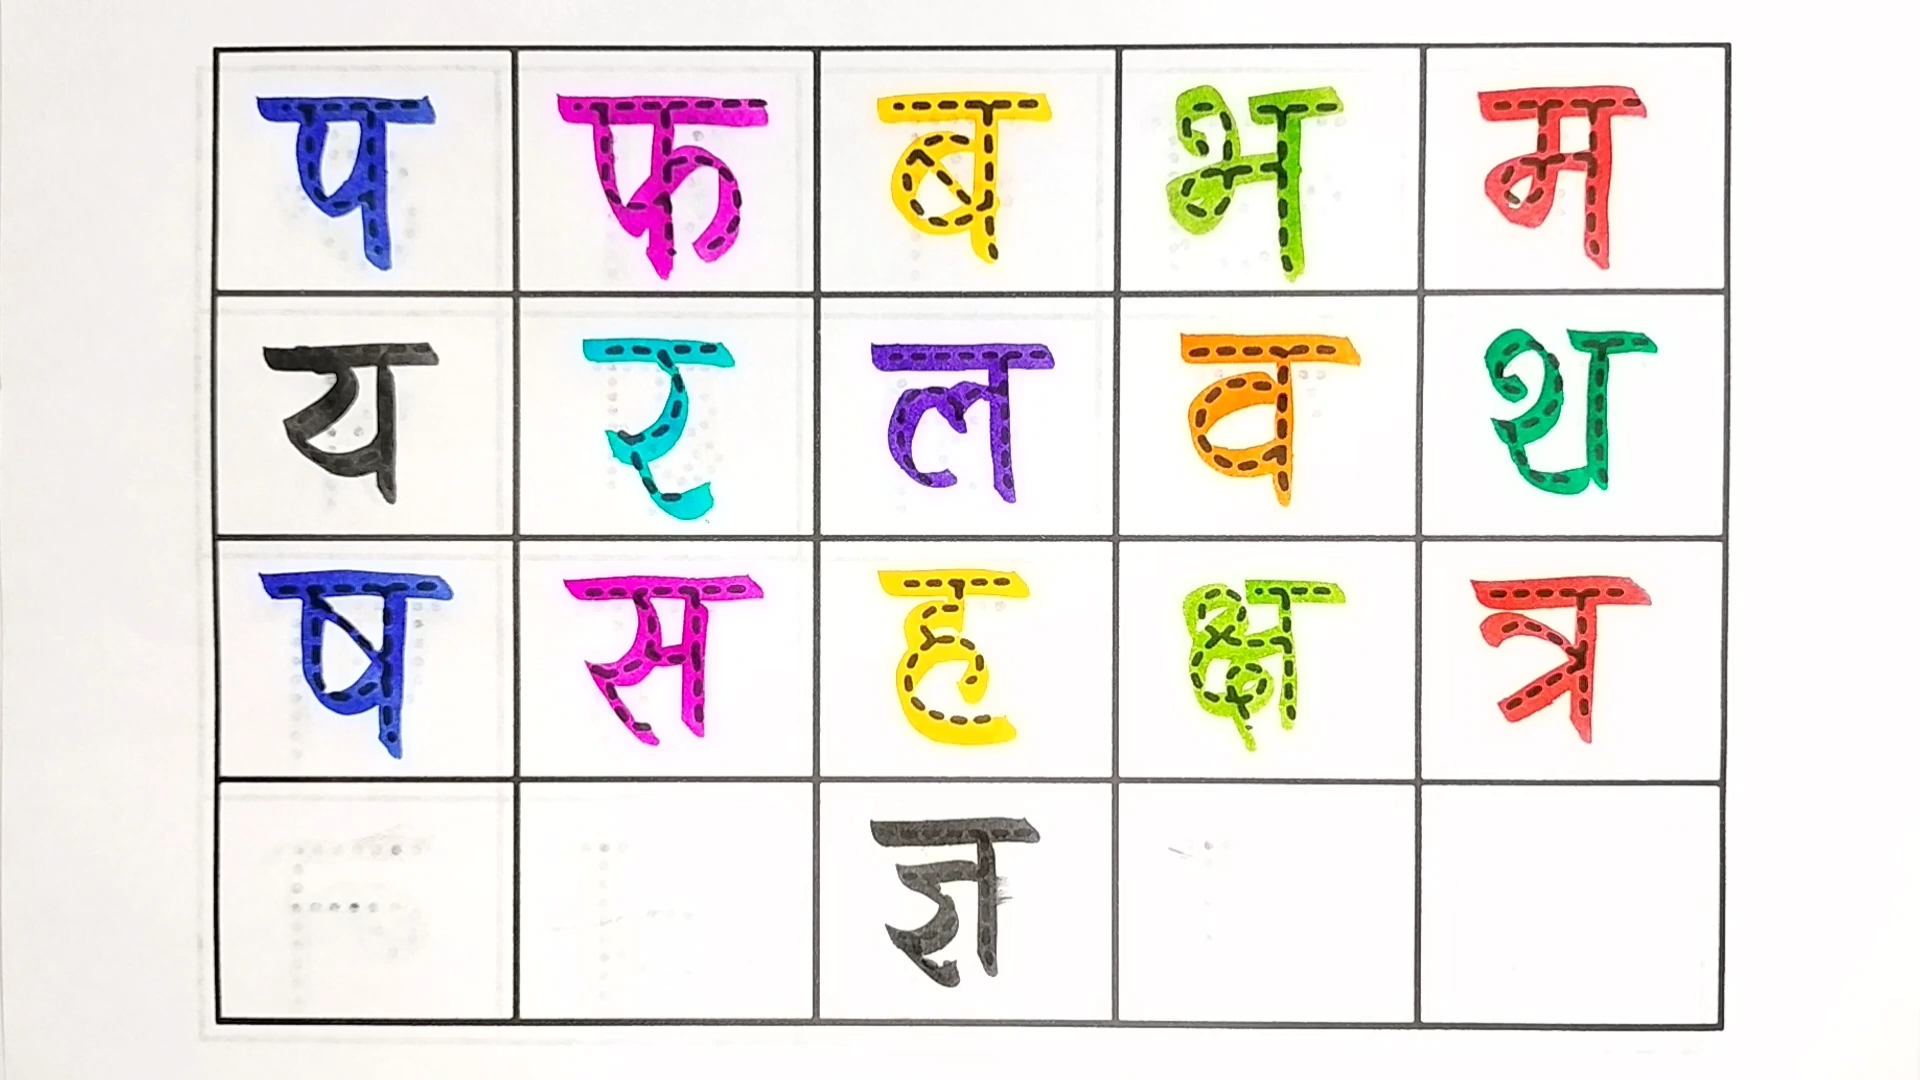 प फ ब भ म
य र ल व थ
ष स ह क्ष त्र
ज्ञ